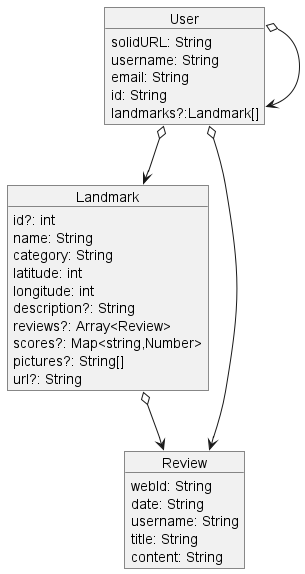 User
solidURL: String
username: String
email: String
id: String
landmarks?:Landmark[]
Landmark
id?: int
name: String
category: String
latitude: int
longitude: int
description?: String
reviews?: Array<Review>
scores?: Map<string,Number>
pictures?: String[]
url?: String
Review
webId: String
date: String
username: String
title: String
content: String